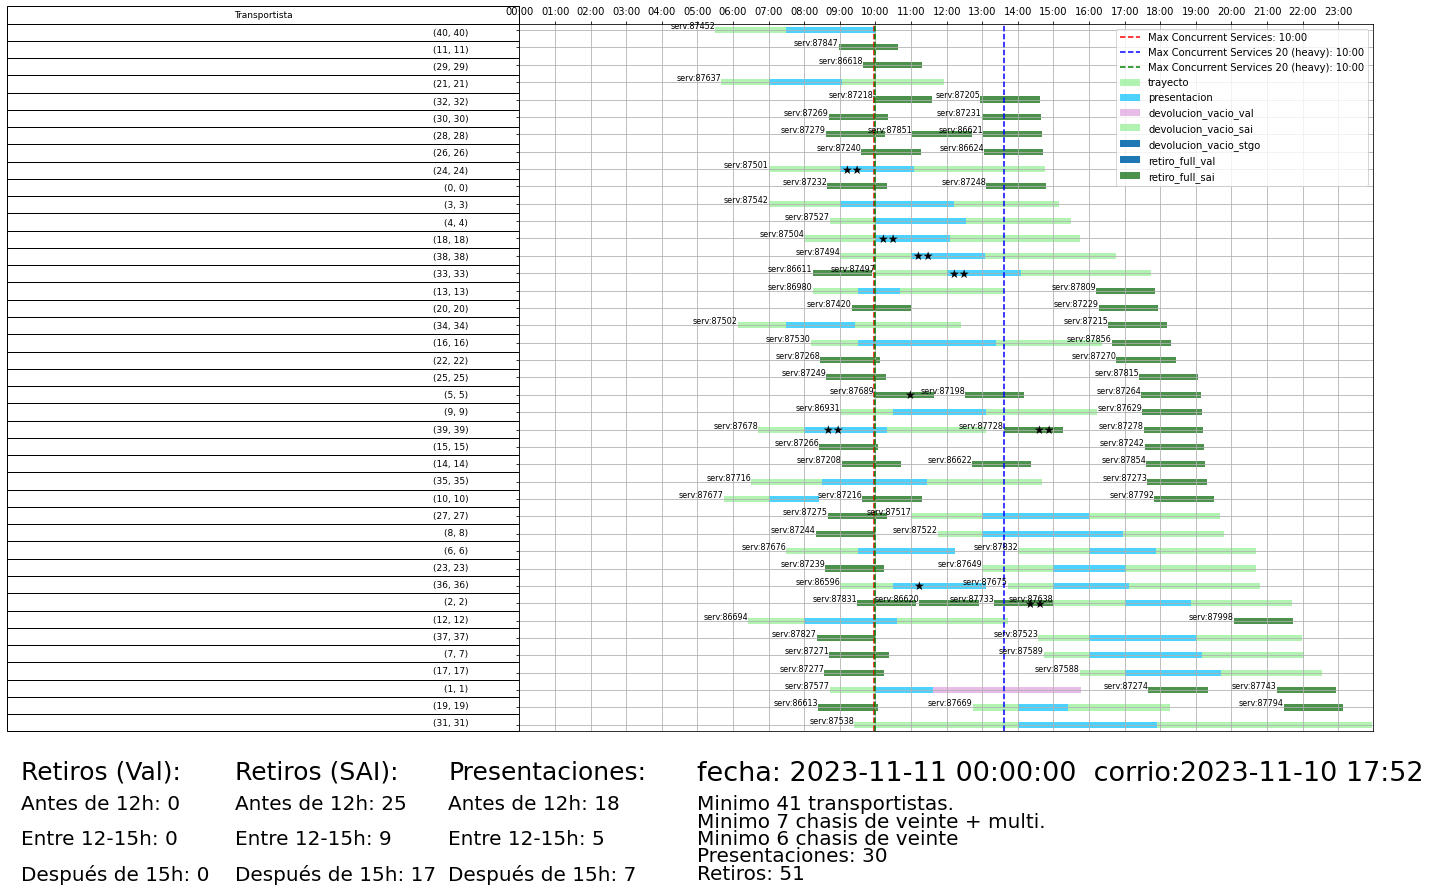 Transportista
00:00 01:00 02:00 03:00 04:00 05:00 06:00 07:00 08:00 09:00 10:00 11:00 12:00 13:00 14:00 15:00 16:00 17:00 18:00 19:00 20:00 21:00 22:00 23:00
Max Concurrent Services: 10:00
Max Concurrent Services 20 (heavy): 10:00
Max Concurrent Services 20 (heavy): 10:00
trayecto
presentacion
devolucion_vacio_val
devolucion_vacio_sai
devolucion_vacio_stgo
retiro_full_val
retiro_full_sai
(40, 40) serv:87452
(11, 11) serv:87847
(29, 29) serv:86618
(21, 21) serv:87637
(32, 32) serv:87218 serv:87205
(30, 30) serv:87269 serv:87231
(28, 28) serv:87279 serv:87851 serv:86621
(26, 26) serv:87240 serv:86624
(24, 24) serv:87501
(0, 0) serv:87232 serv:87248
(3, 3) serv:87542
(4, 4) serv:87527
(18, 18) serv:87504
(38, 38) serv:87494
(33, 33) serv:86611 serv:87497
(13, 13) serv:86980 serv:87809
(20, 20) serv:87420 serv:87229
(34, 34) serv:87502 serv:87215
(16, 16) serv:87530 serv:87856
(22, 22) serv:87268 serv:87270
(25, 25) serv:87249 serv:87815
(5, 5) serv:87689 serv:87198 serv:87264
(9, 9) serv:86931 serv:87629
(39, 39) serv:87678 serv:87728 serv:87278
(15, 15) serv:87266 serv:87242
(14, 14) serv:87208 serv:86622 serv:87854
(35, 35) serv:87716 serv:87273
(10, 10) serv:87677 serv:87216 serv:87792
(27, 27) serv:87275 serv:87517
(8, 8) serv:87244 serv:87522
(6, 6) serv:87676 serv:87832
(23, 23) serv:87239 serv:87649
(36, 36) serv:86596 serv:87675
(2, 2) serv:87831 serv:86620 serv:87733 serv:87638
(12, 12) serv:86694 serv:87998
(37, 37) serv:87827 serv:87523
(7, 7) serv:87271 serv:87589
(17, 17) serv:87277 serv:87588
(1, 1) serv:87577 serv:87274 serv:87743
(19, 19) serv:86613 serv:87669 serv:87794
(31, 31) serv:87538
Retiros (Val):
Antes de 12h: 0
Entre 12-15h: 0
Después de 15h: 0
Retiros (SAI):
Antes de 12h: 25
Entre 12-15h: 9
Después de 15h: 17
Presentaciones:
Antes de 12h: 18
Entre 12-15h: 5
Después de 15h: 7
fecha: 2023-11-11 00:00:00 corrio:2023-11-10 17:52
Minimo 41 transportistas.
Minimo 7 chasis de veinte + multi.
Minimo 6 chasis de veinte
Presentaciones: 30
Retiros: 51